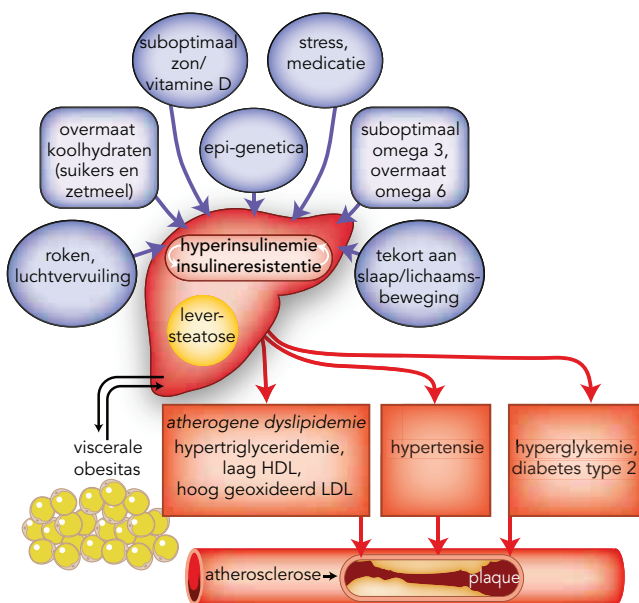 suboptimaal
zon/
vitamine D
stress,
medicatie
overmaat
koolhydraten
(suikers en
zetmeel)
epi-genetica
suboptimaal
omega 3,
overmaat
omega 6
roken,
luchtvervuiling
hyperinsulinemie
insulineresistentie
tekort aan
slaap/lichaams-
beweging
lever-
steatose
viscerale
obesitas
atherogene dyslipidemie
hypertriglyceridemie,
laag HDL,
hoog geoxideerd LDL
hypertensie
hyperglykemie,
diabetes type 2
atherosclerose
plaque